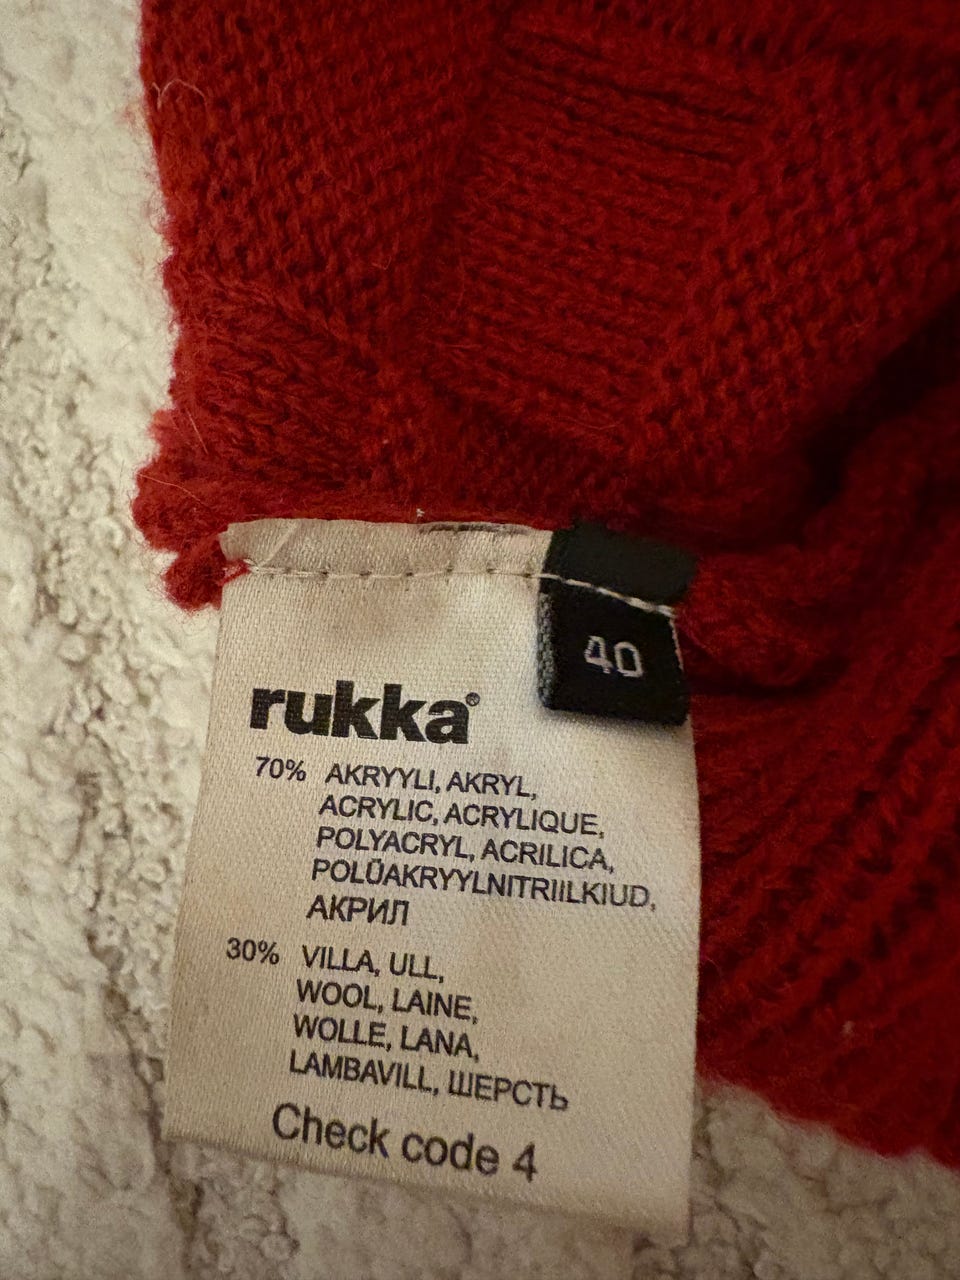 40
rukka®
70% AKRYYLI, AKRYL,
ACRYLIC, ACRYLIQUE,
POLYACRYL, ACRILICA,
POLÜAKRYYLNITRIILKIUD,
АКРИЛ
30% VILLA, ULL,
WOOL, LAINE,
WOLLE, LANA,
LAMBAVILL, ШЕРСТЬ
Check code 4